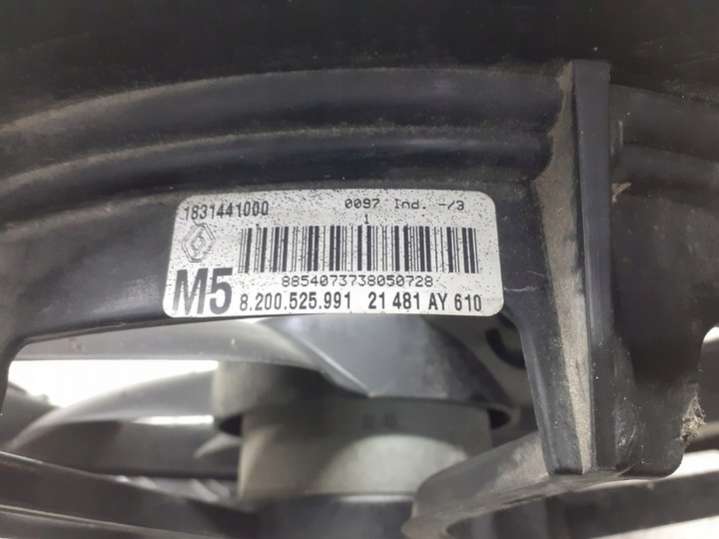 1831441000 0097 Ind. -/3
1
8854073738050728
M5 8.200.525.991 21 481 AY 610